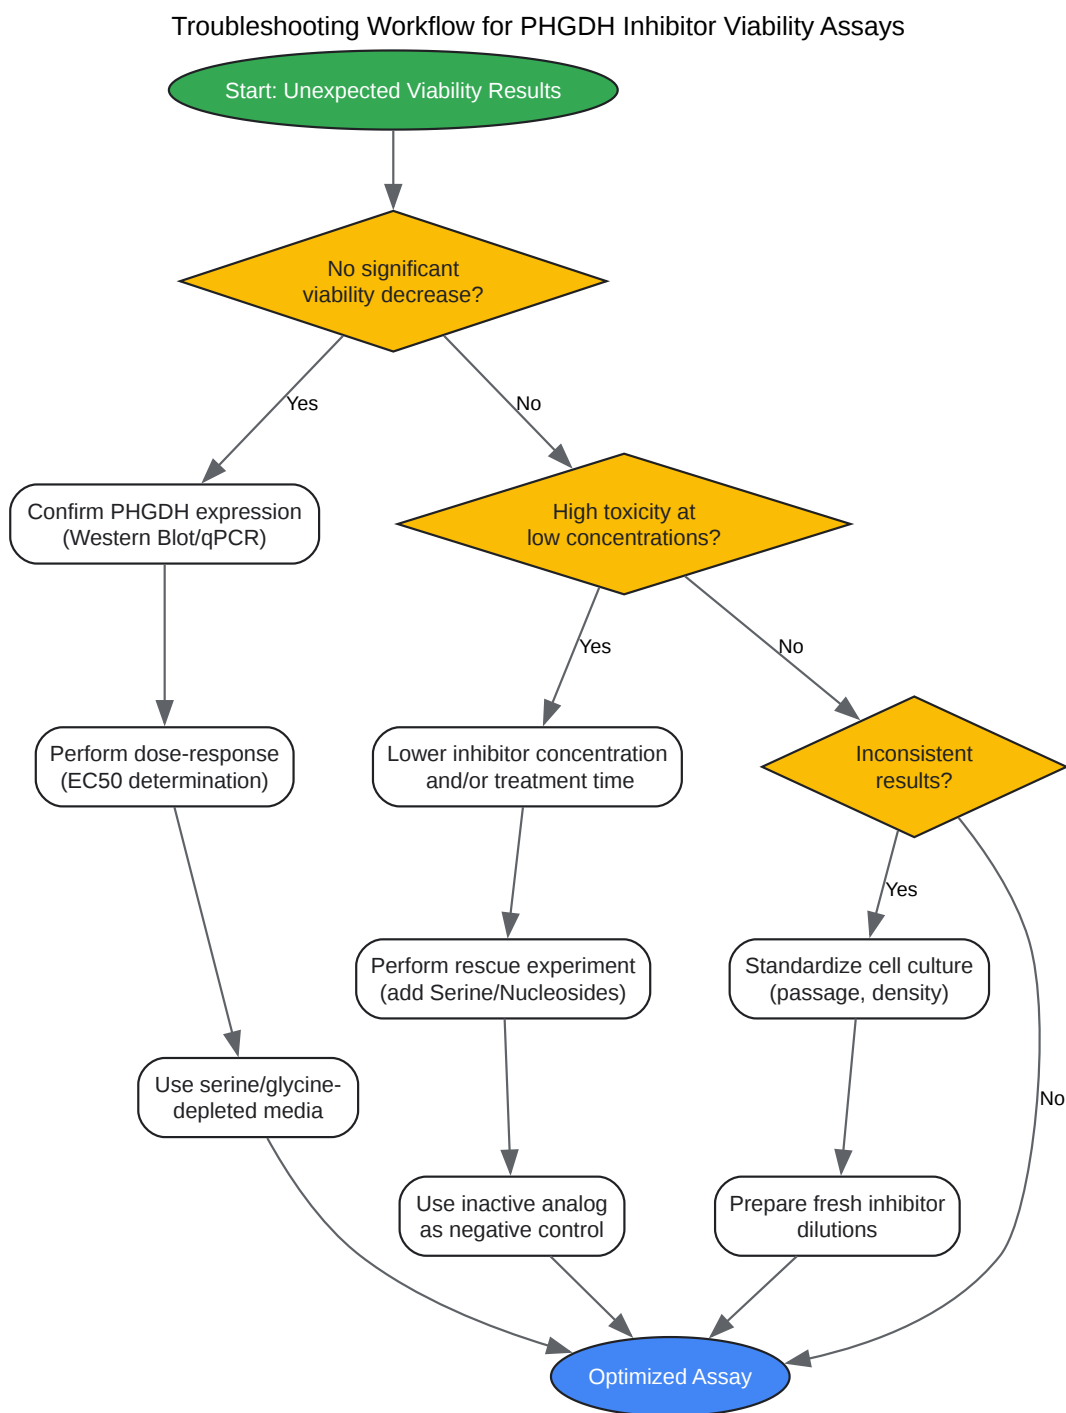 Troubleshooting Workflow for PHGDH Inhibitor Viability Assays
Start: Unexpected Viability Results
No significant
viability decrease?
Yes
No
Confirm PHGDH expression
(Western Blot/qPCR)
High toxicity at
low concentrations?
Yes
No
Perform dose-response
(EC50 determination)
Lower inhibitor concentration
and/or treatment time
Inconsistent
results?
Yes
Perform rescue experiment
(add Serine/Nucleosides)
Standardize cell culture
(passage, density)
Use serine/glycine-
depleted media
No
Use inactive analog
as negative control
Prepare fresh inhibitor
dilutions
Optimized Assay